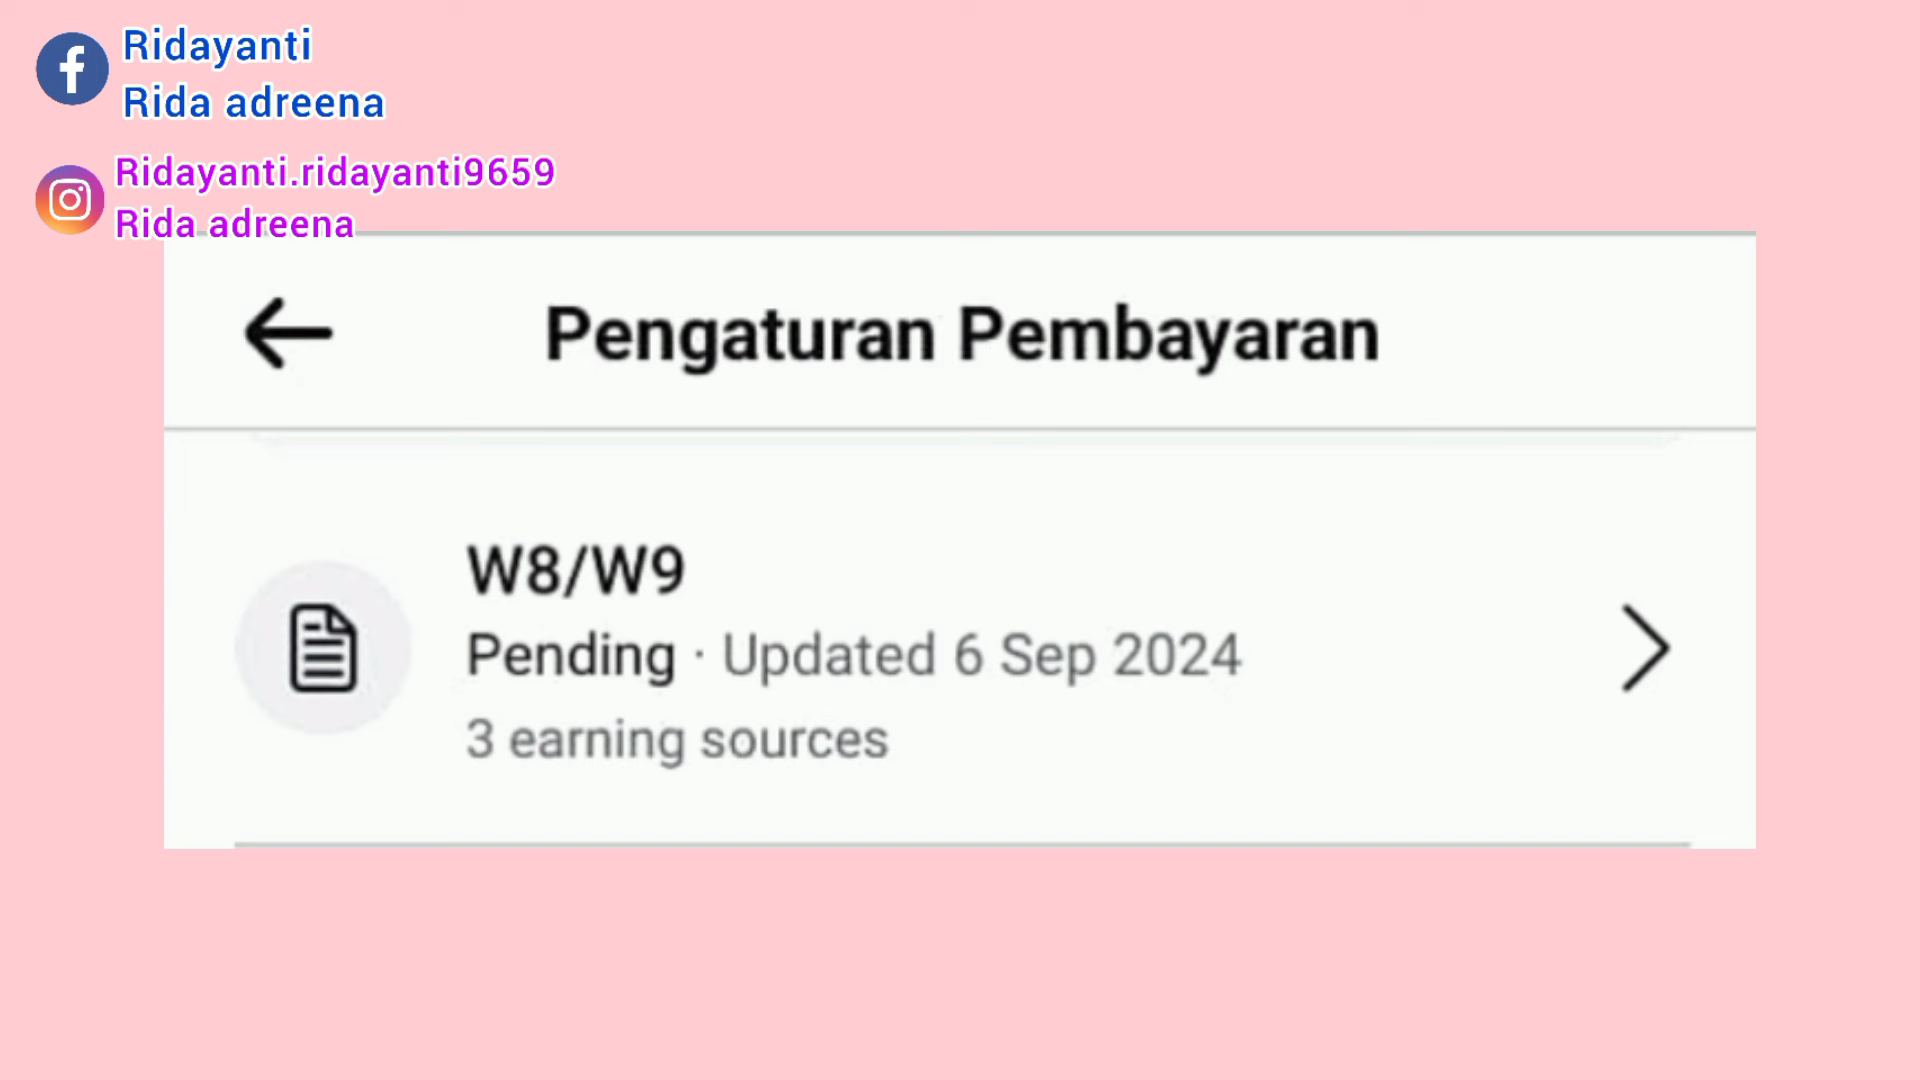 Ridayanti
Rida adreena
Ridayanti.ridayanti9659
Rida adreena
Pengaturan Pembayaran
W8/W9
Pending · Updated 6 Sep 2024
3 earning sources